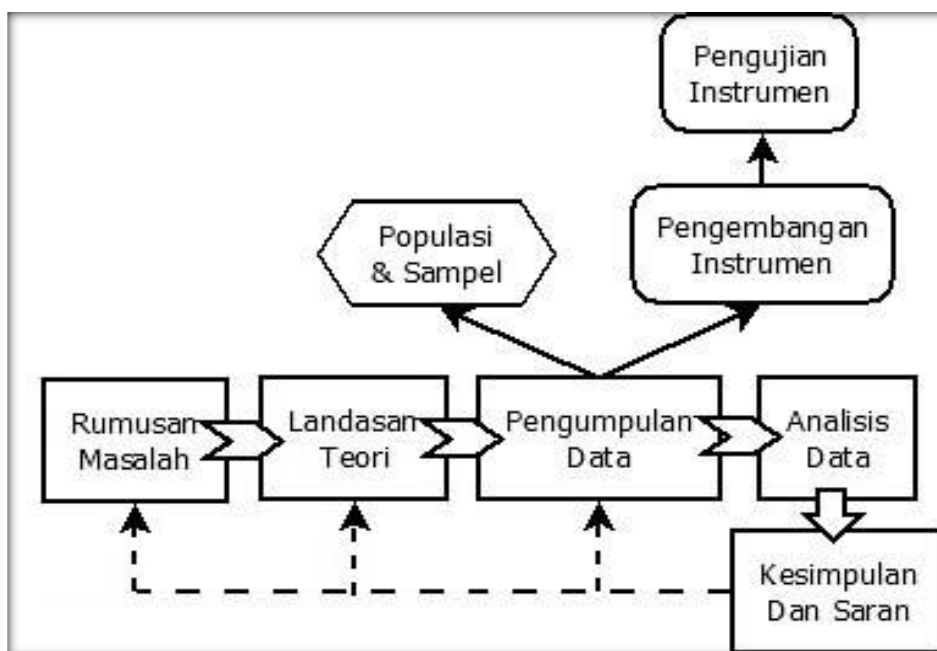 Pengujian
Instrumen
Populasi
& Sampel
Pengembangan
Instrumen
Rumusan
Masalah
Landasan
Teori
Pengumpulan
Data
Analisis
Data
Kesimpulan
Dan Saran